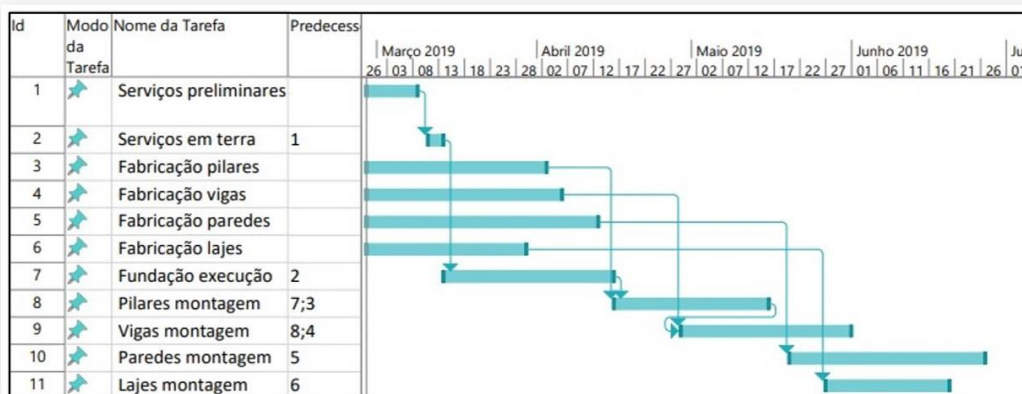 Id Modo da Tarefa Nome da Tarefa Predecess
Março 2019 Abril 2019 Maio 2019 Junho 2019 Ju
26 03 08 13 18 23 28 02 07 12 17 22 27 02 07 12 17 22 27 01 06 11 16 21 26 01
1 Serviços preliminares
2 Serviços em terra 1
3 Fabricação pilares
4 Fabricação vigas
5 Fabricação paredes
6 Fabricação lajes
7 Fundação execução 2
8 Pilares montagem 7;3
9 Vigas montagem 8;4
10 Paredes montagem 5
11 Lajes montagem 6